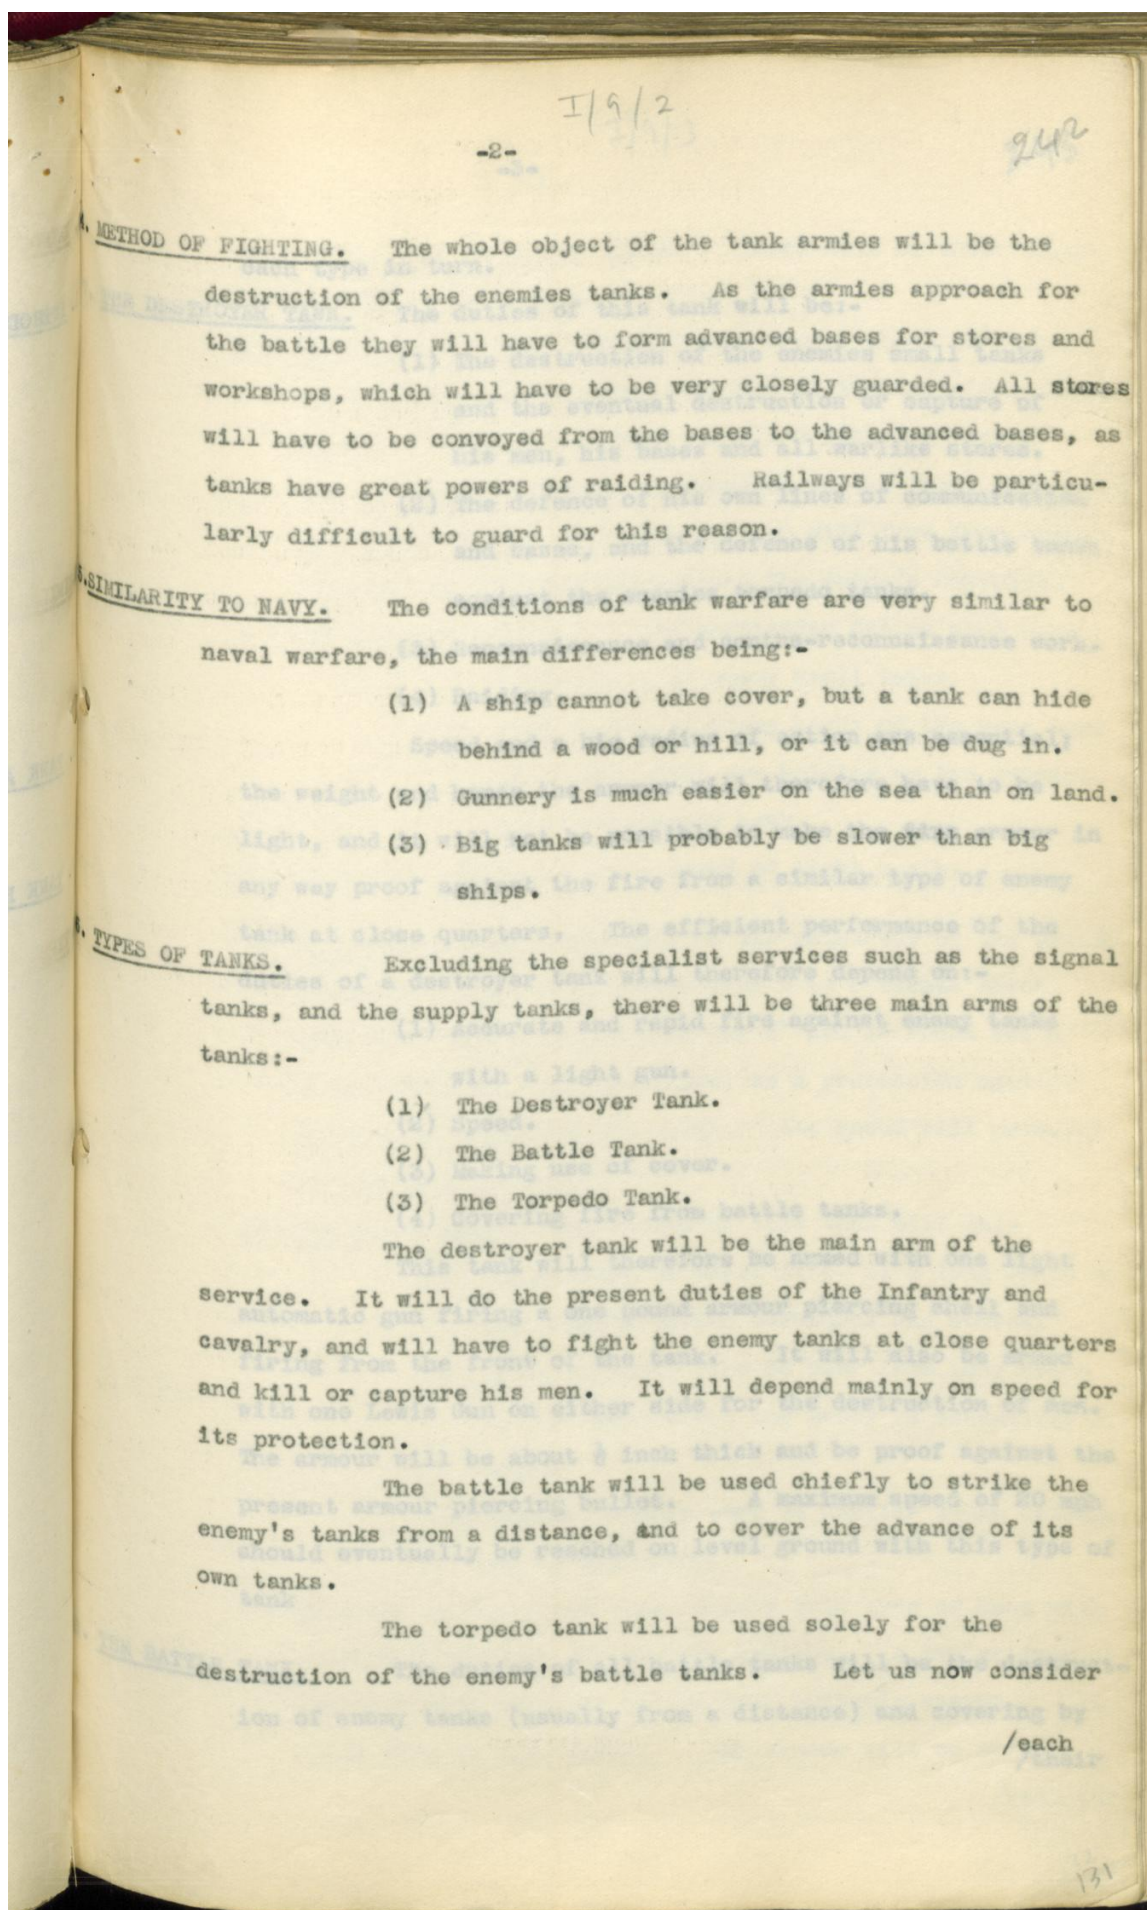 I/9/2
-2-
242
4. METHOD OF FIGHTING. The whole object of the tank armies will be the
destruction of the enemies tanks. As the armies approach for
the battle they will have to form advanced bases for stores and
workshops, which will have to be very closely guarded. All stores
will have to be convoyed from the bases to the advanced bases, as
tanks have great powers of raiding. Railways will be particu-
larly difficult to guard for this reason.
5. SIMILARITY TO NAVY. The conditions of tank warfare are very similar to
naval warfare, the main differences being:-
(1) A ship cannot take cover, but a tank can hide
behind a wood or hill, or it can be dug in.
(2) Gunnery is much easier on the sea than on land.
(3) Big tanks will probably be slower than big
ships.
6. TYPES OF TANKS. Excluding the specialist services such as the signal
tanks, and the supply tanks, there will be three main arms of the
tanks:-
(1) The Destroyer Tank.
(2) The Battle Tank.
(3) The Torpedo Tank.
The destroyer tank will be the main arm of the
service. It will do the present duties of the Infantry and
cavalry, and will have to fight the enemy tanks at close quarters
and kill or capture his men. It will depend mainly on speed for
its protection.
The battle tank will be used chiefly to strike the
enemy's tanks from a distance, and to cover the advance of its
own tanks.
The torpedo tank will be used solely for the
destruction of the enemy's battle tanks. Let us now consider
/each
131